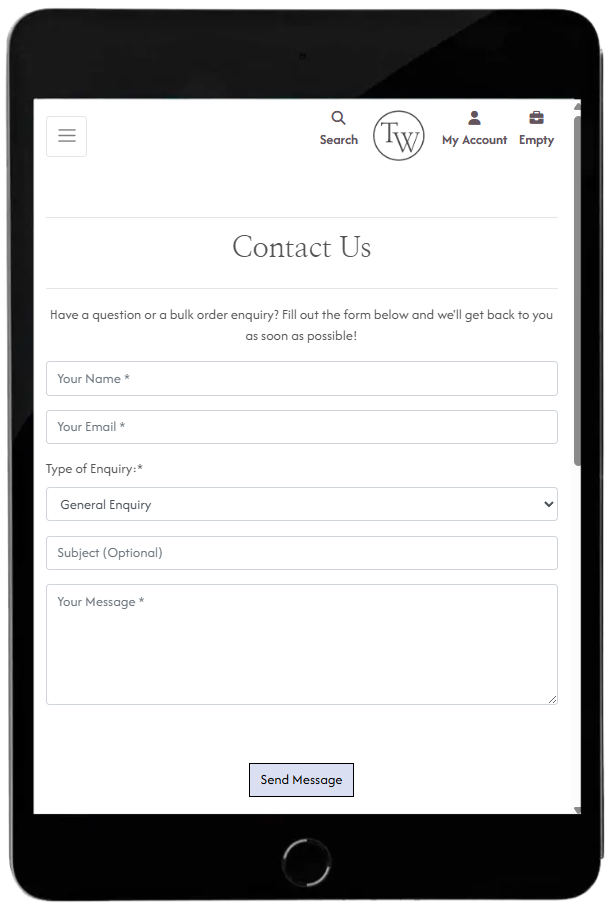 Search
TW
My Account
Empty
Contact Us
Have a question or a bulk order enquiry? Fill out the form below and we'll get back to you
as soon as possible!
Your Name *
Your Email *
Type of Enquiry:*
General Enquiry
Subject (Optional)
Your Message *
Send Message